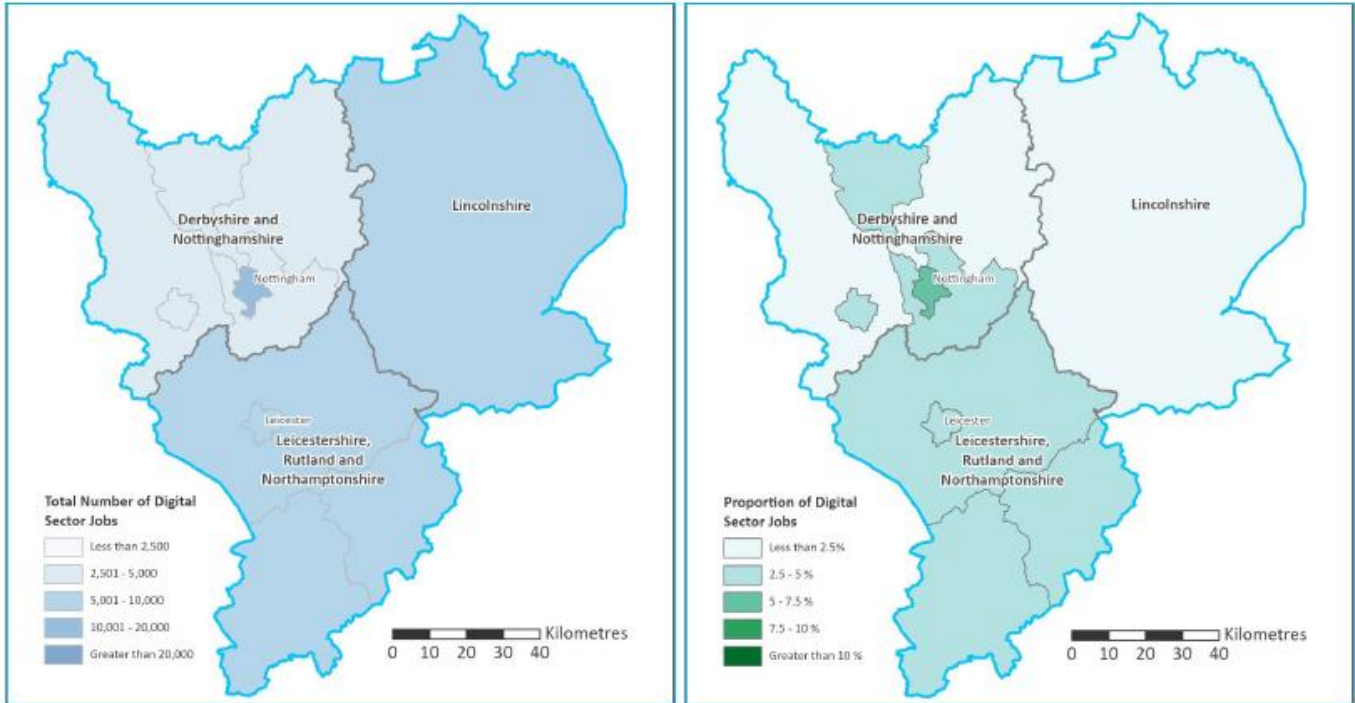 Lincolnshire
Derbyshire and
Nottinghamshire
Nottingham
Leicester
Leicestershire,
Rutland and
Northamptonshire
Total Number of Digital
Sector Jobs
Less than 2,500
2,501 - 5,000
5,001 - 10,000
10,001 - 20,000
Greater than 20,000
Kilometres
0 10 20 30 40
Lincolnshire
Derbyshire and
Nottinghamshire
Nottingham
Leicester
Leicestershire,
Rutland and
Northamptonshire
Proportion of Digital
Sector Jobs
Less than 2.5%
2.5 - 5 %
5 - 7.5 %
7.5 - 10 %
Greater than 10 %
Kilometres
0 10 20 30 40